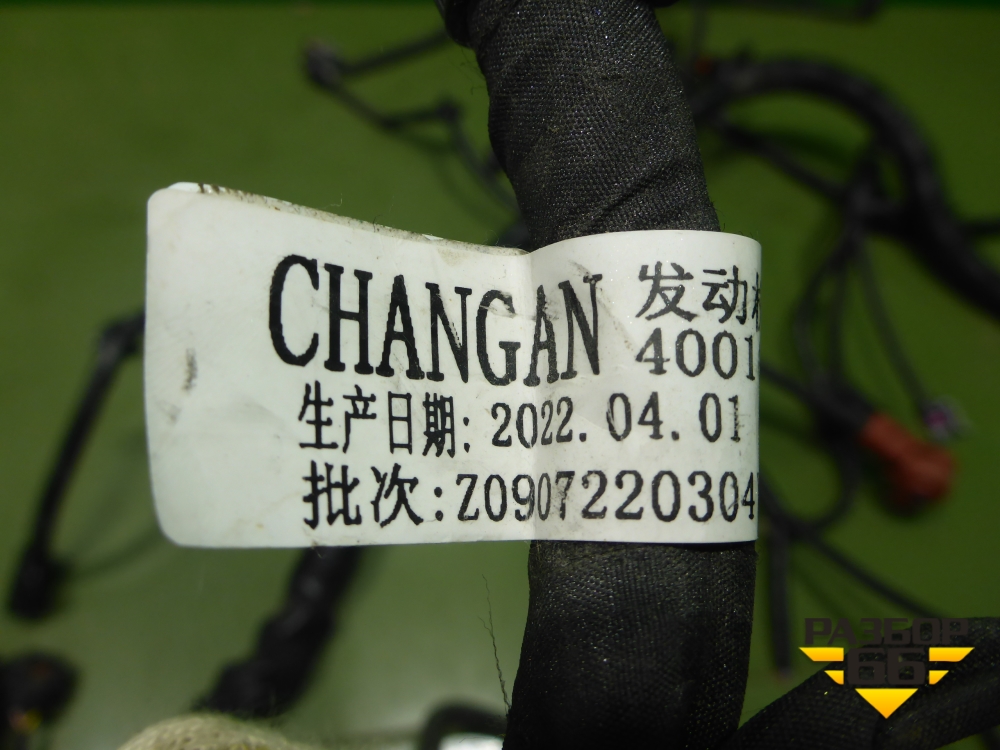 CHANGAN 发动
4001
生产日期: 2022.04.01
批次:Z0907220304
РАЗБОР
66